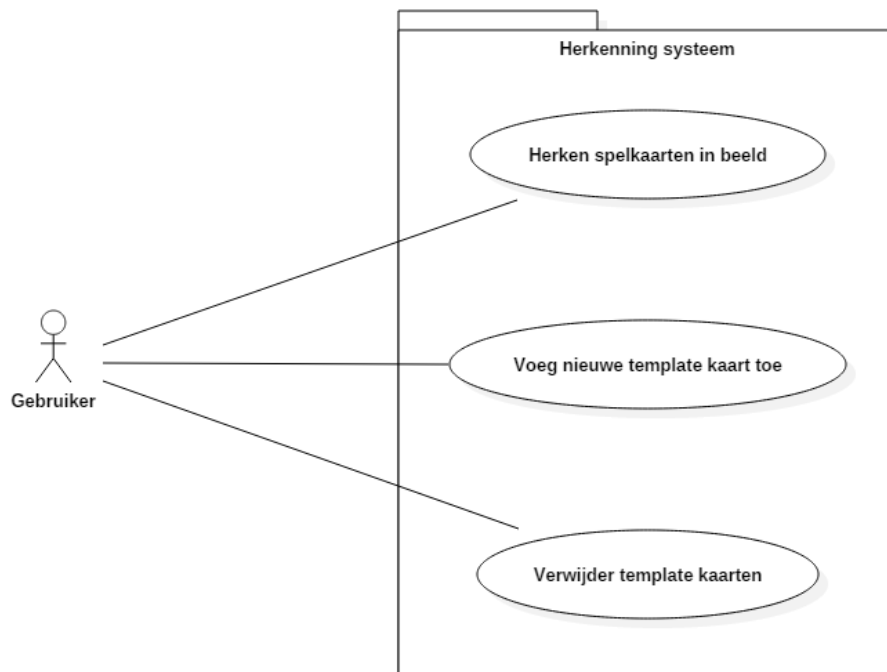 Herkenning systeem
Herken spelkaarten in beeld
Voeg nieuwe template kaart toe
Gebruiker
Verwijder template kaarten